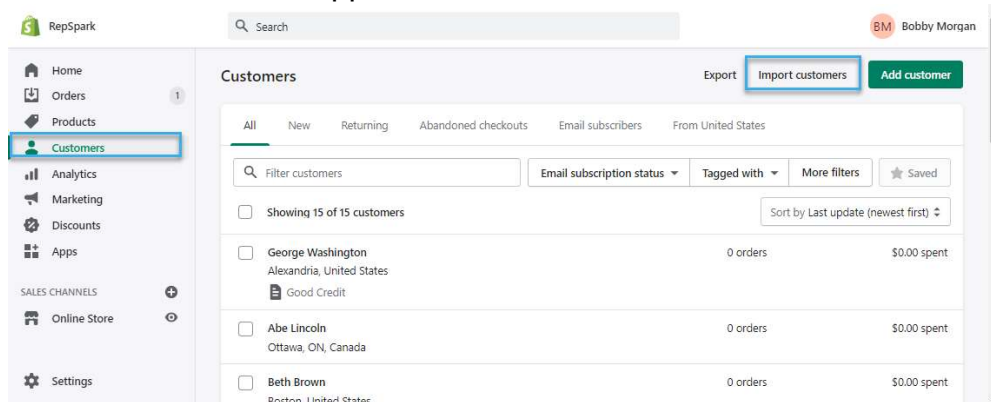 RepSpark
Search
BM Bobby Morgan
Home
Orders 1
Products
Customers
Analytics
Marketing
Discounts
Apps
SALES CHANNELS
Online Store
Settings
Customers
Export Import customers Add customer
All New Returning Abandoned checkouts Email subscribers From United States
Filter customers Email subscription status Tagged with More filters Saved
Showing 15 of 15 customers Sort by Last update (newest first)
George Washington 0 orders $0.00 spent
Alexandria, United States
Good Credit
Abe Lincoln 0 orders $0.00 spent
Ottawa, ON, Canada
Beth Brown 0 orders $0.00 spent
Boston, United States